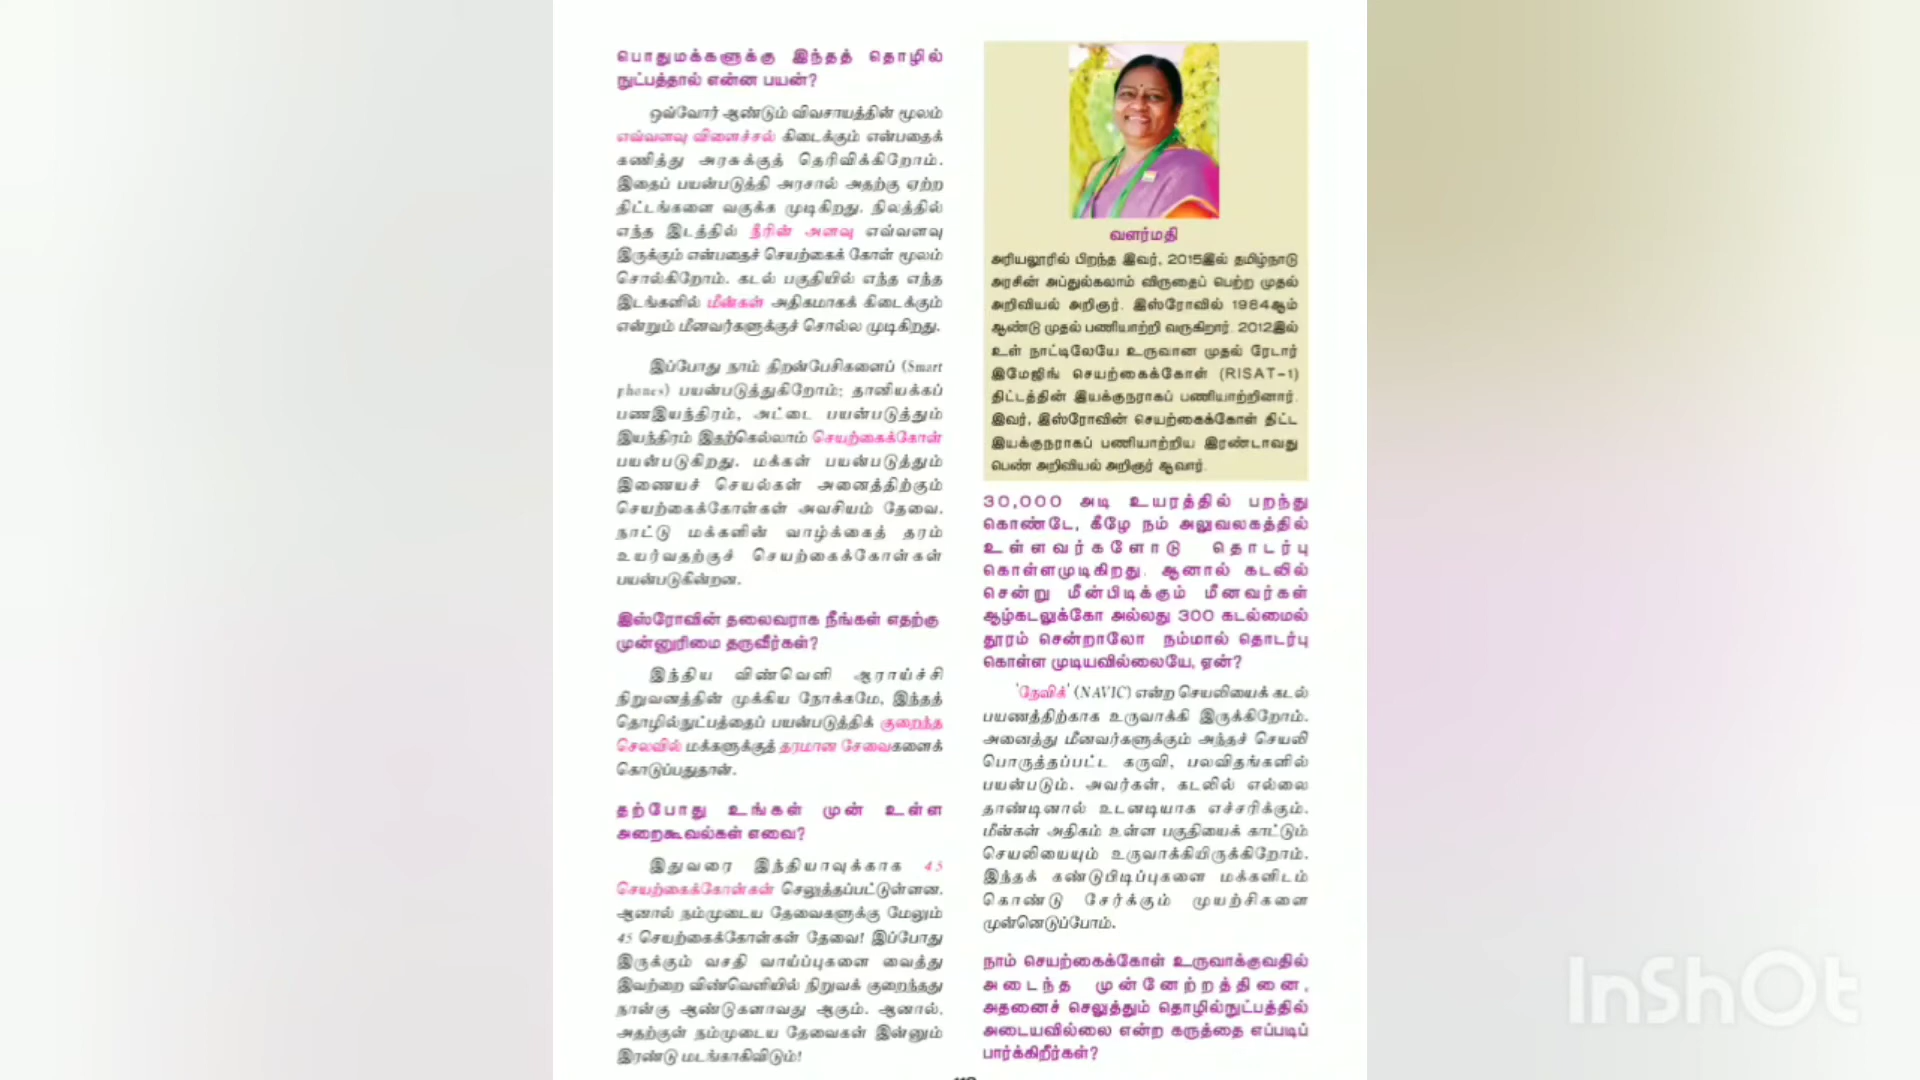 பொதுமக்களுக்கு இந்தத் தொழில்
நுட்பத்தால் என்ன பயன்?
ஒவ்வோர் ஆண்டும் விவசாயத்தின் மூலம்
எவ்வளவு விளைச்சல் கிடைக்கும் என்பதைக்
கணித்து அரசுக்குத் தெரிவிக்கிறோம்.
இதைப் பயன்படுத்தி அரசால் அதற்கு ஏற்ற
திட்டங்களை வகுக்க முடிகிறது. நிலத்தில்
எந்த இடத்தில் நீரின் அளவு எவ்வளவு
இருக்கும் என்பதைச் செயற்கைக் கோள் மூலம்
சொல்கிறோம். கடல் பகுதியில் எந்த எந்த
இடங்களில் மீன்கள் அதிகமாகக் கிடைக்கும்
என்றும் மீனவர்களுக்குச் சொல்ல முடிகிறது.
இப்போது நாம் திறன்பேசிகளைப் (Smart
phones) பயன்படுத்துகிறோம்; தானியக்கப்
பணஇயந்திரம், அட்டை பயன்படுத்தும்
இயந்திரம் இதற்கெல்லாம் செயற்கைக்கோள்
பயன்படுகிறது. மக்கள் பயன்படுத்தும்
இணையச் செயல்கள் அனைத்திற்கும்
செயற்கைக்கோள்கள் அவசியம் தேவை.
நாட்டு மக்களின் வாழ்க்கைத் தரம்
உயர்வதற்குச் செயற்கைக்கோள்கள்
பயன்படுகின்றன.
இஸ்ரோவின் தலைவராக நீங்கள் எதற்கு
முன்னுரிமை தருவீர்கள்?
இந்திய விண்வெளி ஆராய்ச்சி
நிறுவனத்தின் முக்கிய நோக்கமே, இந்தத்
தொழில்நுட்பத்தைப் பயன்படுத்திக் குறைந்த
செலவில் மக்களுக்குத் தரமான சேவைகளைக்
கொடுப்பதுதான்.
தற்போது உங்கள் முன் உள்ள
அறைகூவல்கள் எவை?
இதுவரை இந்தியாவுக்காக 45
செயற்கைக்கோள்கள் செலுத்தப்பட்டுள்ளன.
ஆனால் நம்முடைய தேவைகளுக்கு மேலும்
45 செயற்கைக்கோள்கள் தேவை! இப்போது
இருக்கும் வசதி வாய்ப்புகளை வைத்து
இவற்றை விண்வெளியில் நிறுவக் குறைந்தது
நான்கு ஆண்டுகளாவது ஆகும். ஆனால்,
அதற்குள் நம்முடைய தேவைகள் இன்னும்
இரண்டு மடங்காகிவிடும்!
வளர்மதி
அரியலூரில் பிறந்த இவர், 2015இல் தமிழ்நாடு
அரசின் அப்துல்கலாம் விருதைப் பெற்ற முதல்
அறிவியல் அறிஞர். இஸ்ரோவில் 1984ஆம்
ஆண்டு முதல் பணியாற்றி வருகிறார். 2012இல்
உள் நாட்டிலேயே உருவான முதல் ரேடார்
இமேஜிங் செயற்கைக்கோள் (RISAT-1)
திட்டத்தின் இயக்குநராகப் பணியாற்றினார்.
இவர், இஸ்ரோவின் செயற்கைக்கோள் திட்ட
இயக்குநராகப் பணியாற்றிய இரண்டாவது
பெண் அறிவியல் அறிஞர் ஆவார்.
30,000 அடி உயரத்தில் பறந்து
கொண்டே, கீழே நம் அலுவலகத்தில்
உள்ளவர்களோடு தொடர்பு
கொள்ளமுடிகிறது. ஆனால் கடலில்
சென்று மீன்பிடிக்கும் மீனவர்கள்
ஆழ்கடலுக்கோ அல்லது 300 கடல்மைல்
தூரம் சென்றாலோ நம்மால் தொடர்பு
கொள்ள முடியவில்லையே, ஏன்?
'நேவிக்' (NAVIC) என்ற செயலியைக் கடல்
பயணத்திற்காக உருவாக்கி இருக்கிறோம்.
அனைத்து மீனவர்களுக்கும் அந்தச் செயலி
பொருத்தப்பட்ட கருவி, பலவிதங்களில்
பயன்படும். அவர்கள், கடலில் எல்லை
தாண்டினால் உடனடியாக எச்சரிக்கும்.
மீன்கள் அதிகம் உள்ள பகுதியைக் காட்டும்
செயலியையும் உருவாக்கியிருக்கிறோம்.
இந்தக் கண்டுபிடிப்புகளை மக்களிடம்
கொண்டு சேர்க்கும் முயற்சிகளை
முன்னெடுப்போம்.
நாம் செயற்கைக்கோள் உருவாக்குவதில்
அடைந்த முன்னேற்றத்தினை,
அதனைச் செலுத்தும் தொழில்நுட்பத்தில்
அடையவில்லை என்ற கருத்தை எப்படிப்
பார்க்கிறீர்கள்?
InShOt